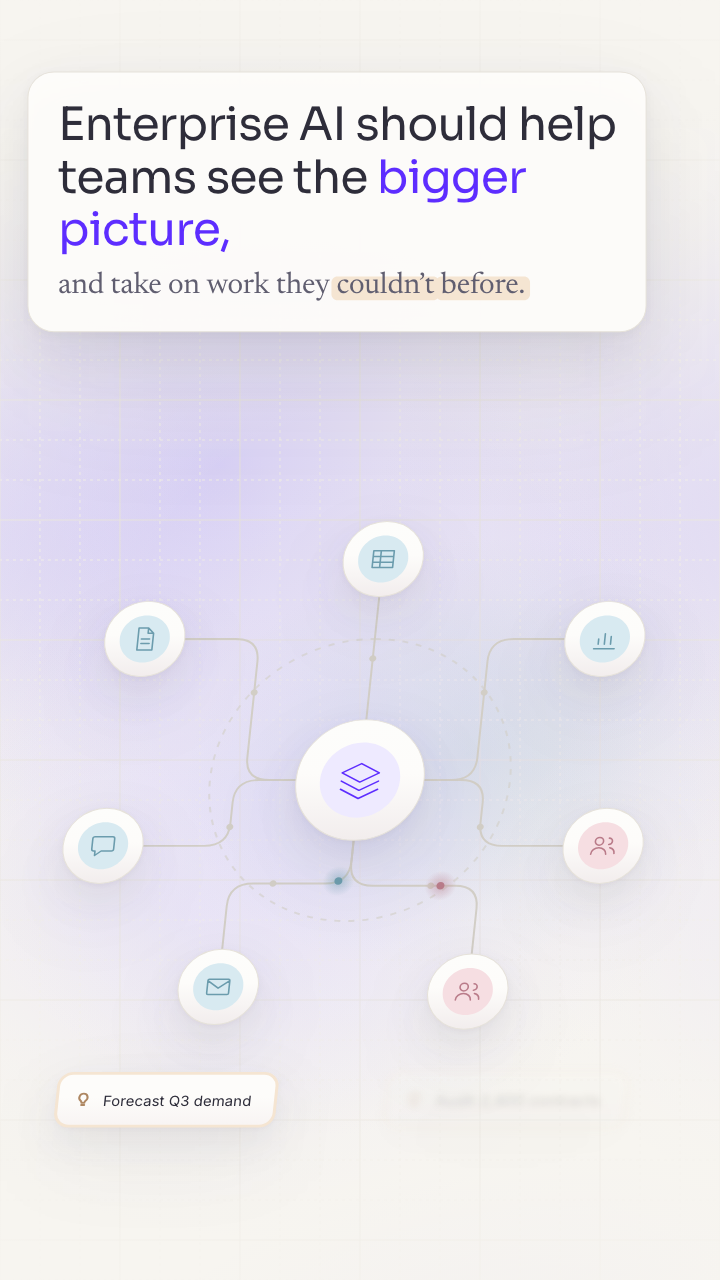 Enterprise AI should help
teams see the bigger
picture,
and take on work they couldn't before.
Forecast Q3 demand